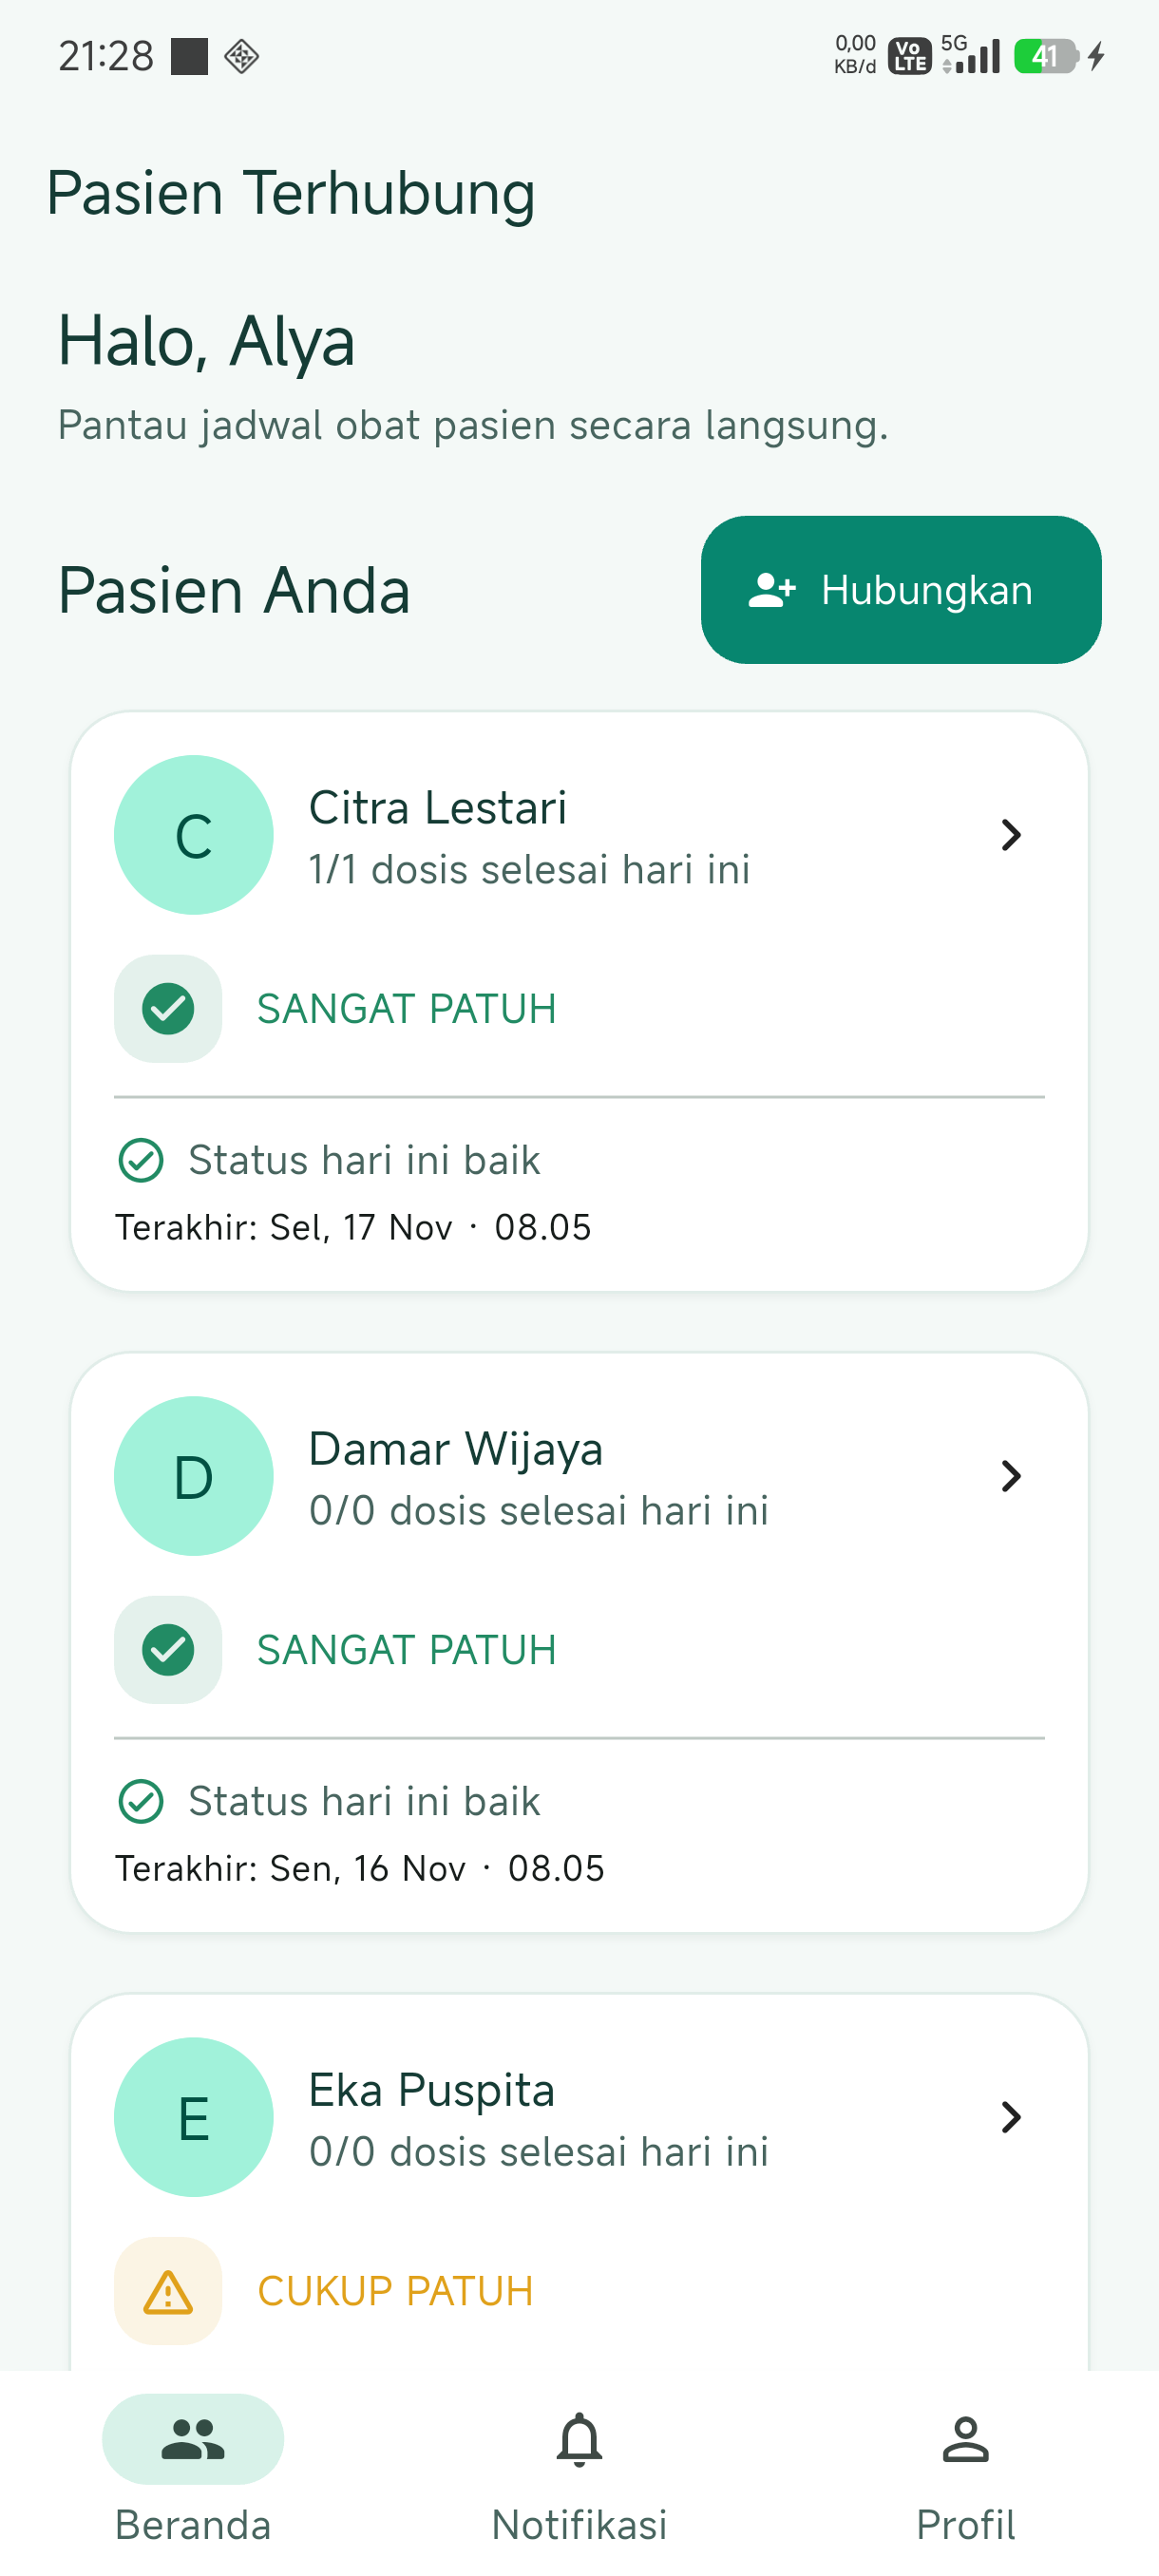 21:28
0,00 KB/d Vo LTE 5G 41
Pasien Terhubung
Halo, Alya
Pantau jadwal obat pasien secara langsung.
Pasien Anda
Hubungkan
C
Citra Lestari
1/1 dosis selesai hari ini
SANGAT PATUH
Status hari ini baik
Terakhir: Sel, 17 Nov · 08.05
D
Damar Wijaya
0/0 dosis selesai hari ini
SANGAT PATUH
Status hari ini baik
Terakhir: Sen, 16 Nov · 08.05
E
Eka Puspita
0/0 dosis selesai hari ini
CUKUP PATUH
Beranda
Notifikasi
Profil